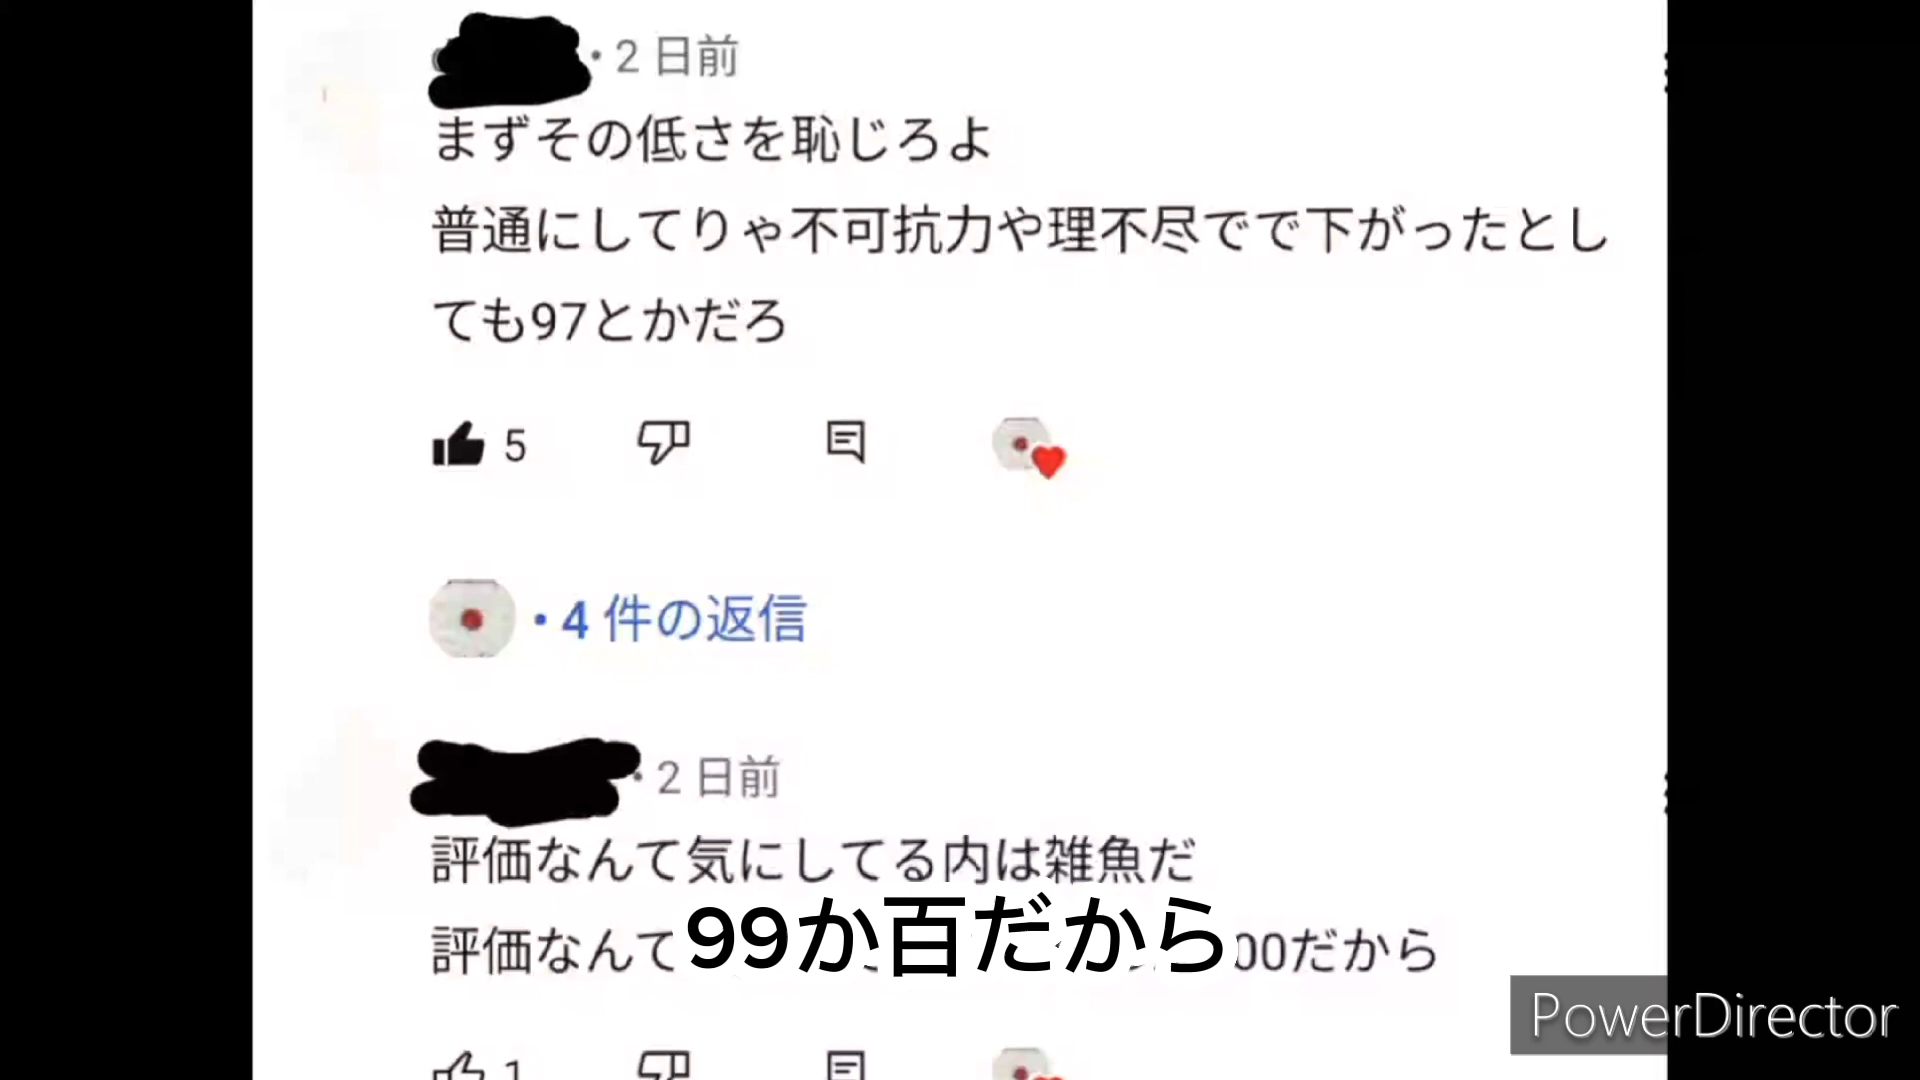 ・2 日前
まずその低さを恥じろよ
普通にしてりゃ不可抗力や理不尽でで下がったとし
ても97とかだろ
5
・4 件の返信
・2 日前
評価なんて気にしてる内は雑魚だ
評価なんて
00だから
99か百だから
1
PowerDirector